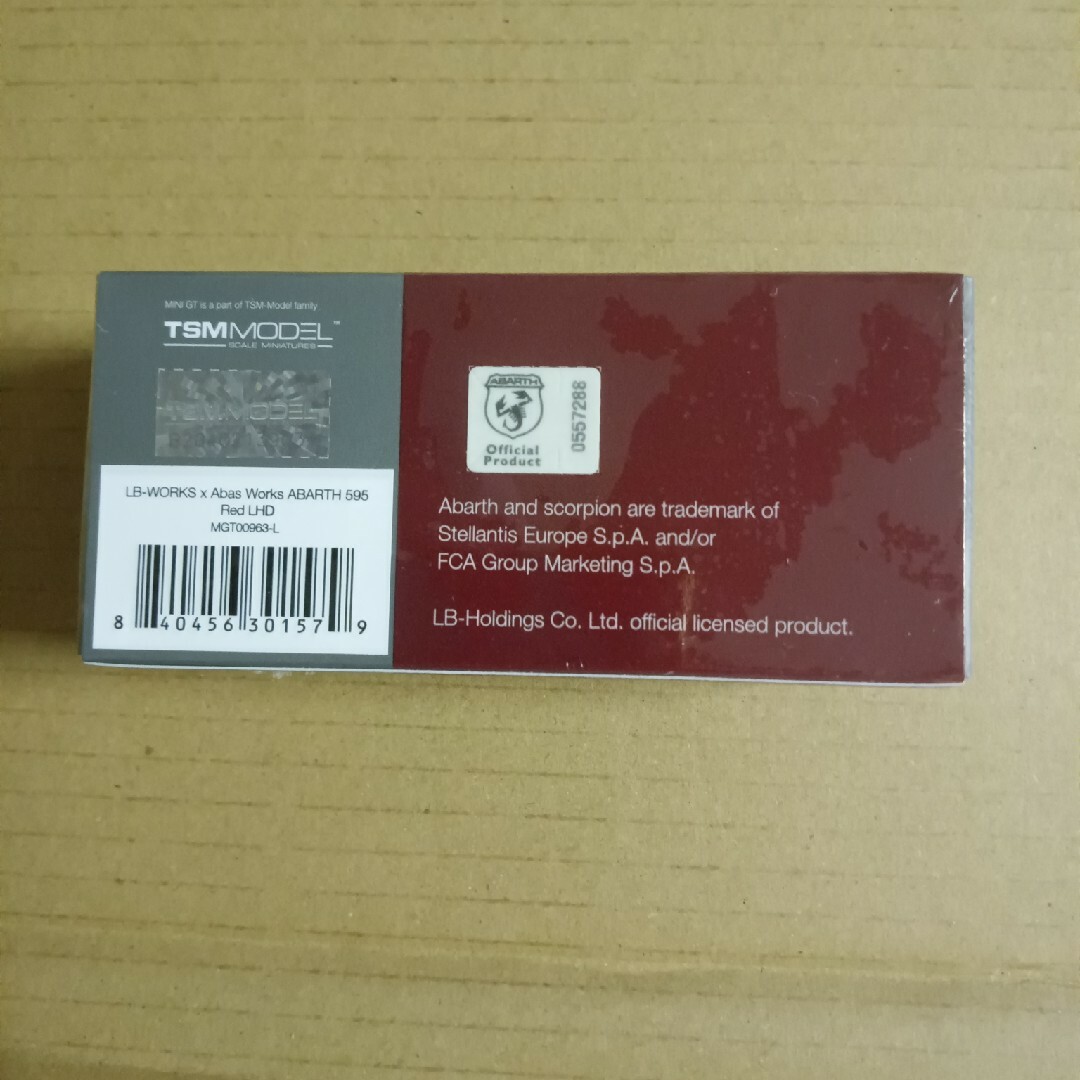 MINI GT is a part of TSM-Model family
TSMMODEL™
SCALE MINIATURES
TSMMODEL
LB-WORKS x Abas Works ABARTH 595
Red LHD
MGT00963-L
8 40456 30157 9
ABARTH
Official
Product
0557288
Abarth and scorpion are trademark of
Stellantis Europe S.p.A. and/or
FCA Group Marketing S.p.A.
LB-Holdings Co. Ltd. official licensed product.